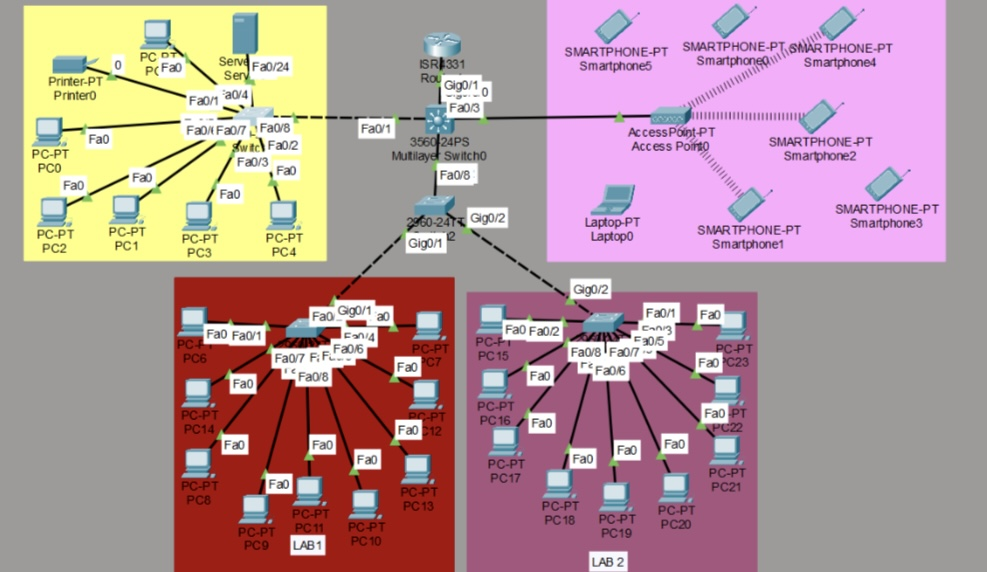 PC-PT
Fa0
Printer-PT
Printer0
0
Fa0/24
Fa0/1
Fa0/7
Fa0/8
Fa0/2
Fa0/3
PC-PT
PC0
Fa0
Fa0
PC-PT
PC2
Fa0
PC-PT
PC1
Fa0
PC-PT
PC3
Fa0
PC-PT
PC4
Fa0/1
Gig0/1
Fa0/3
3560-24PS
Multilayer Switch0
Fa0/8
Gig0/1
Gig0/2
SMARTPHONE-PT
Smartphone5
SMARTPHONE-PT
Smartphone0
SMARTPHONE-PT
Smartphone4
AccessPoint-PT
Access Point0
SMARTPHONE-PT
Smartphone2
SMARTPHONE-PT
Smartphone3
Laptop-PT
Laptop0
SMARTPHONE-PT
Smartphone1
Gig0/1
PC-PT
PC6
Fa0
Fa0/1
Fa0/4
Fa0/6
Fa0/7
Fa0/8
PC-PT
PC7
Fa0
PC-PT
PC14
Fa0
PC-PT
PC12
Fa0
PC-PT
PC8
Fa0
PC-PT
PC13
Fa0
PC-PT
PC9
Fa0
PC-PT
PC11
Fa0
PC-PT
PC10
LAB1
Gig0/2
PC-PT
PC15
Fa0
Fa0/2
Fa0/1
Fa0/8
Fa0/7
Fa0/6
Fa0
PC-PT
PC23
Fa0
PC-PT
PC16
Fa0
PC22
Fa0
PC-PT
PC17
Fa0
PC-PT
PC21
Fa0
PC-PT
PC18
Fa0
PC-PT
PC19
Fa0
PC-PT
PC20
LAB 2